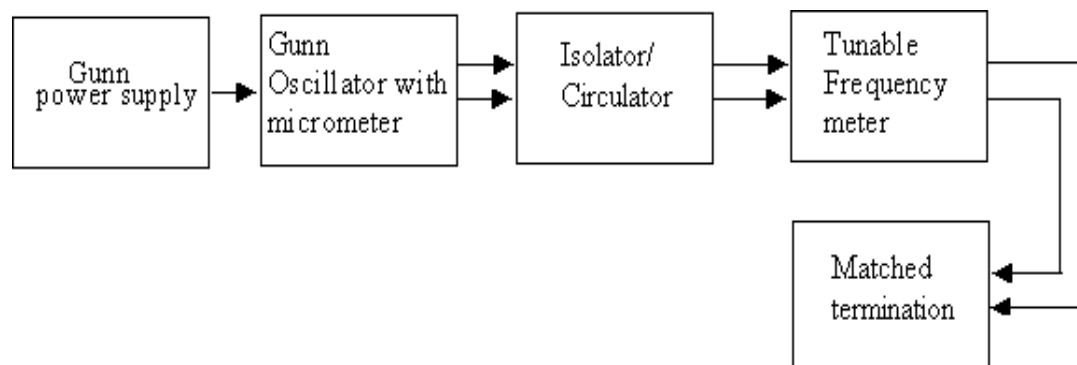 Gunn
power supply
Gunn
Oscillator with
micrometer
Isolator/
Circulator
Tunable
Frequency
meter
Matched
termination